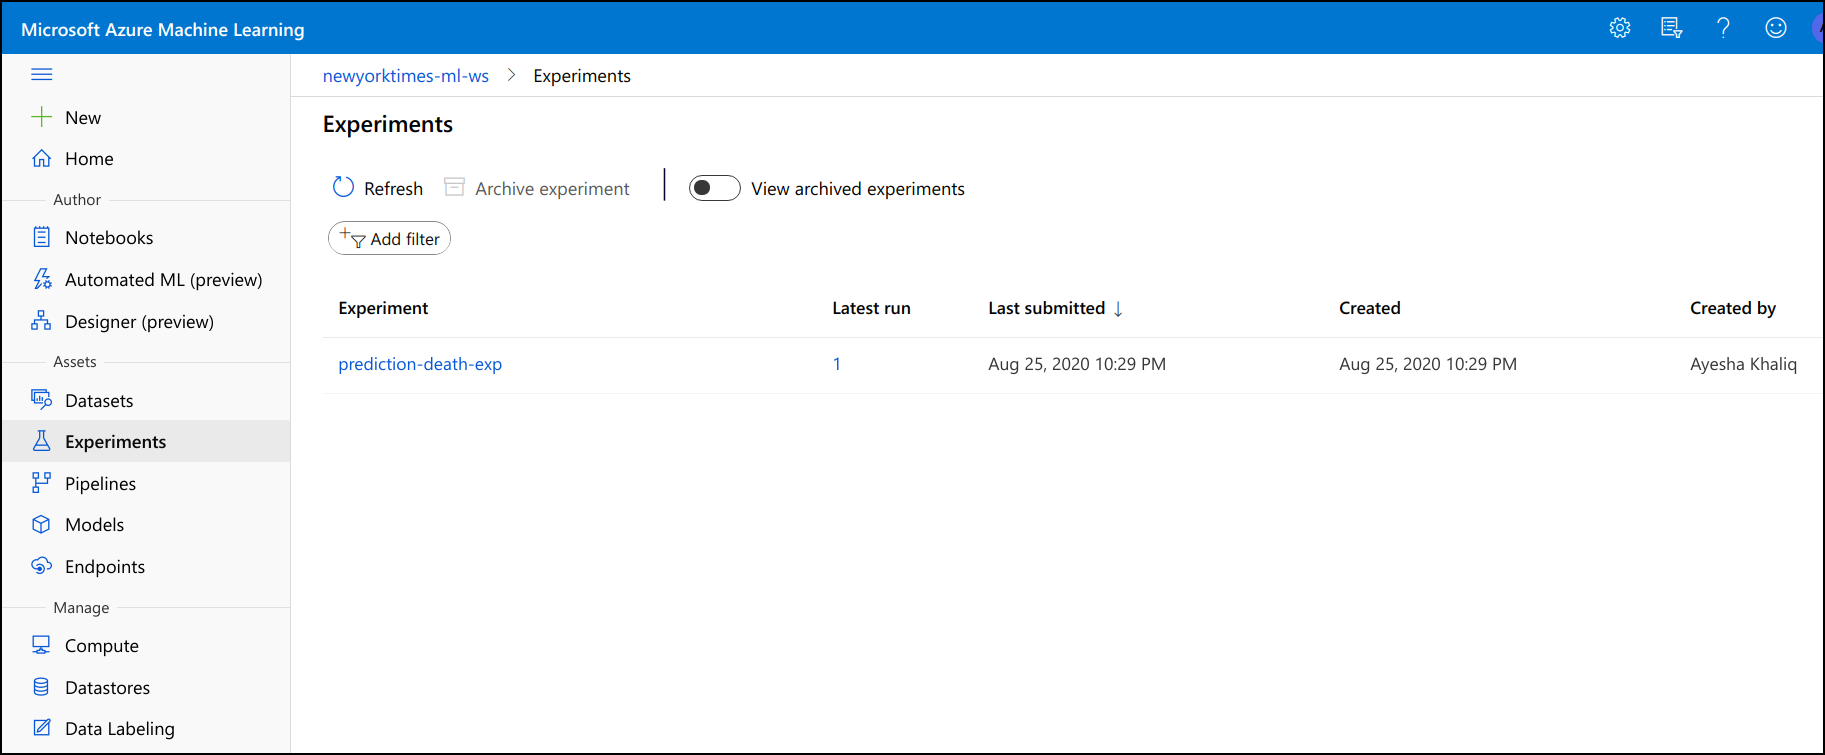 Microsoft Azure Machine Learning
newyorktimes-ml-ws > Experiments
New
Home
Author
Notebooks
Automated ML (preview)
Designer (preview)
Assets
Datasets
Experiments
Pipelines
Models
Endpoints
Manage
Compute
Datastores
Data Labeling
Experiments
Refresh Archive experiment View archived experiments
Add filter
Experiment Latest run Last submitted ↓ Created Created by
prediction-death-exp 1 Aug 25, 2020 10:29 PM Aug 25, 2020 10:29 PM Ayesha Khaliq